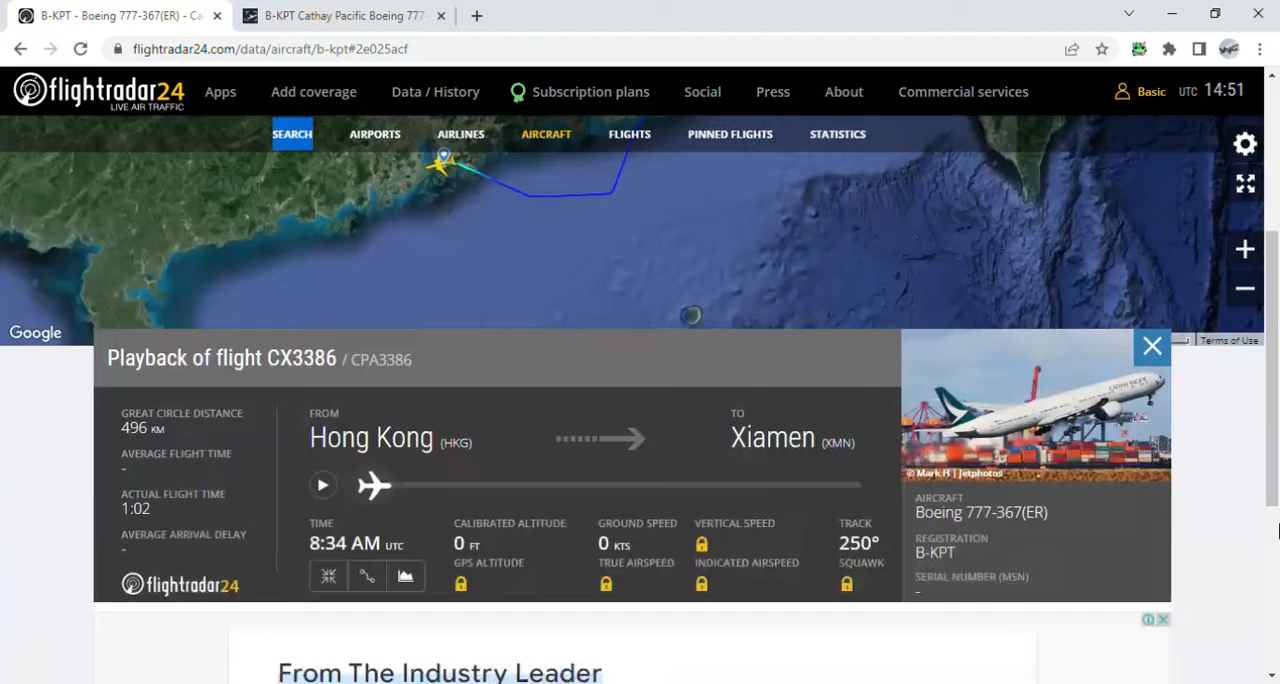 B-KPT - Boeing 777-367(ER) - Ca
B-KPT Cathay Pacific Boeing 777-
flightradar24.com/data/aircraft/b-kpt#2e025acf
flightradar24
LIVE AIR TRAFFIC
Apps
Add coverage
Data / History
Subscription plans
Social
Press
About
Commercial services
Basic
UTC 14:51
SEARCH
AIRPORTS
AIRLINES
AIRCRAFT
FLIGHTS
PINNED FLIGHTS
STATISTICS
Google
Terms of Use
Playback of flight CX3386 / CPA3386
GREAT CIRCLE DISTANCE
496 KM
AVERAGE FLIGHT TIME
-
ACTUAL FLIGHT TIME
1:02
AVERAGE ARRIVAL DELAY
-
flightradar24
FROM
Hong Kong (HKG)
TO
Xiamen (XMN)
TIME
8:34 AM UTC
CALIBRATED ALTITUDE
0 FT
GPS ALTITUDE
GROUND SPEED
0 KTS
TRUE AIRSPEED
VERTICAL SPEED
INDICATED AIRSPEED
TRACK
250°
SQUAWK
CATHAY PACIFIC
© Mark H | Jetphotos
AIRCRAFT
Boeing 777-367(ER)
REGISTRATION
B-KPT
SERIAL NUMBER (MSN)
-
From The Industry Leader